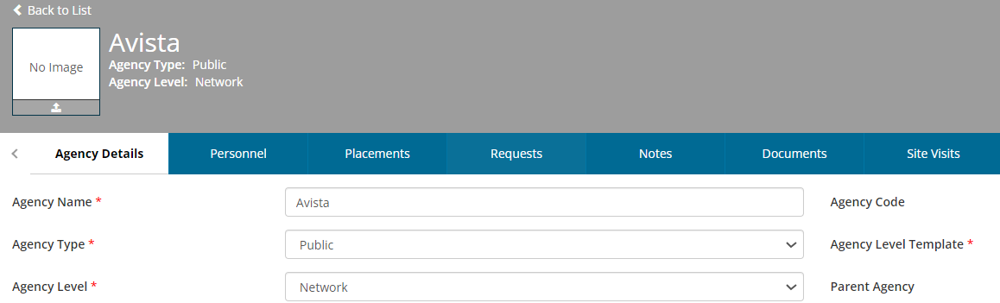 Back to List
No Image
Avista
Agency Type: Public
Agency Level: Network
Agency Details Personnel Placements Requests Notes Documents Site Visits
Agency Name * Avista Agency Code
Agency Type * Public Agency Level Template *
Agency Level * Network Parent Agency